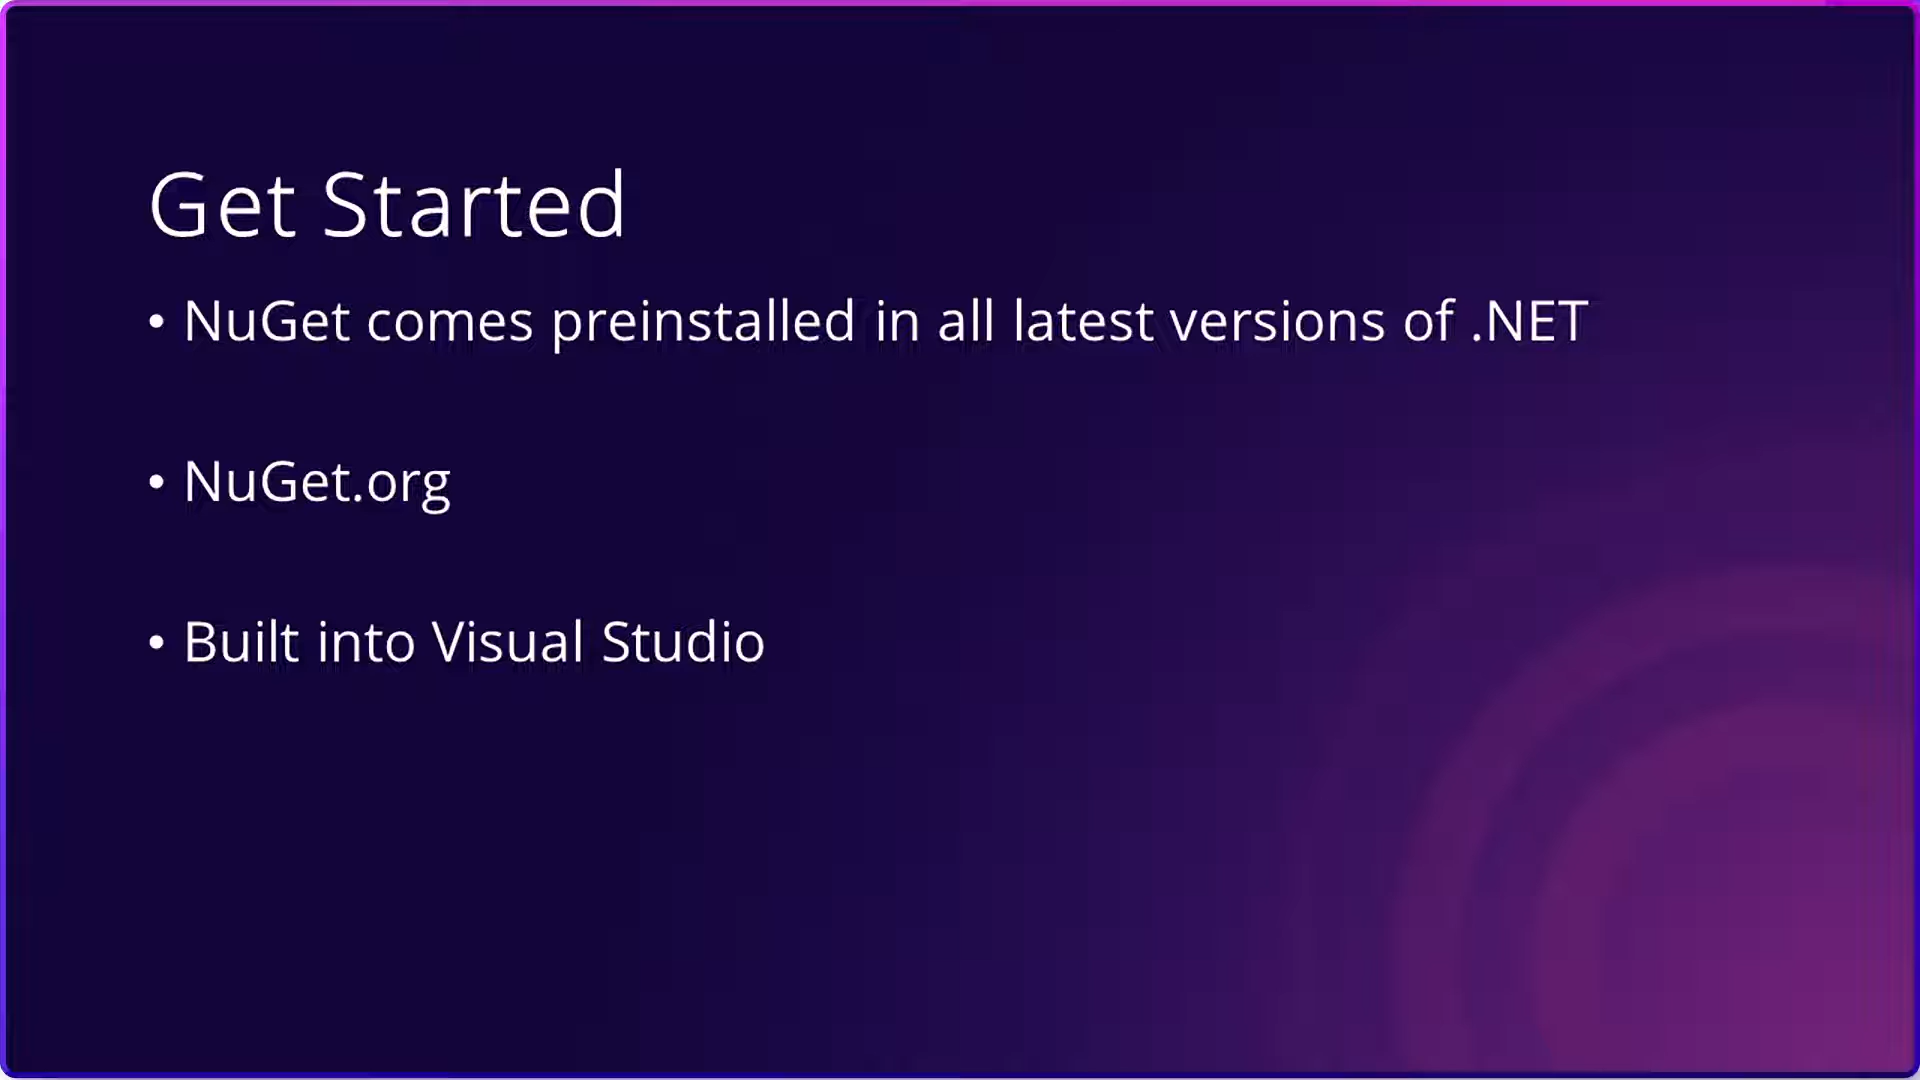 Get Started
• NuGet comes preinstalled in all latest versions of .NET
• NuGet.org
• Built into Visual Studio